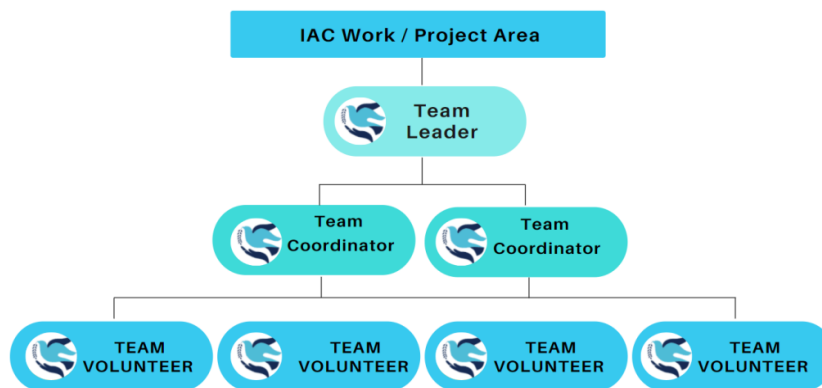 IAC Work / Project Area
Team
Leader
Team
Coordinator
Team
Coordinator
TEAM
VOLUNTEER
TEAM
VOLUNTEER
TEAM
VOLUNTEER
TEAM
VOLUNTEER